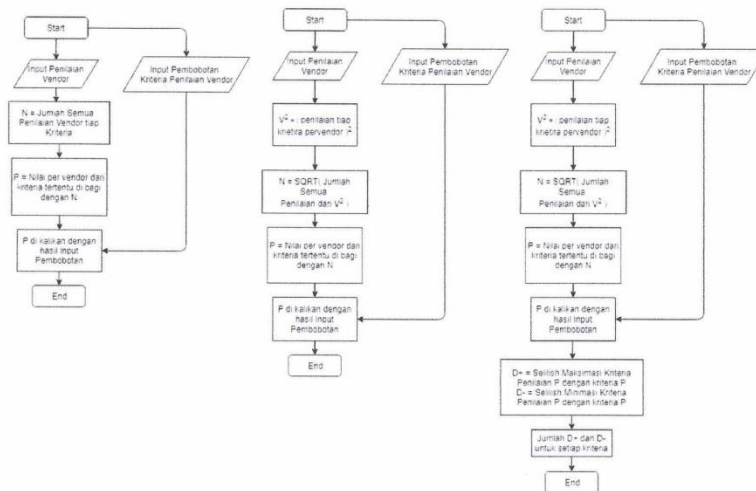 Start
Input Penilaian
Vendor
Input Pembobotan
Kriteria Penilaian Vendor
N = Jumlah Semua
Penilaian Vendor tiap
Kriteria
P = Nilai per vendor dan
kriteria tertentu di bagi
dengan N
P di kalikan dengan
hasil Input
Pembobotan
End
Start
Input Penilaian
Vendor
Input Pembobotan
Kriteria Penilaian Vendor
V² = ( penilaian tiap
krietira pervendor )²
N = SQRT( Jumlah
Semua
Penilaian dari V² )
P = Nilai per vendor dan
kriteria tertentu di bagi
dengan N
P di kalikan dengan
hasil Input
Pembobotan
End
Start
Input Penilaian
Vendor
Input Pembobotan
Kriteria Penilaian Vendor
V² = ( penilaian tiap
krietira pervendor )²
N = SQRT( Jumlah
Semua
Penilaian dari V² )
P = Nilai per vendor dan
kriteria tertentu di bagi
dengan N
P di kalikan dengan
hasil Input
Pembobotan
D+ = Selilish Maksimasi Kriteria
Penilaian P dengan kriteria P
D- = Selilish Minimasi Kriteria
Penilaian P dengan kriteria P
Jumlah D+ dan D-
untuk setiap kriteria
End